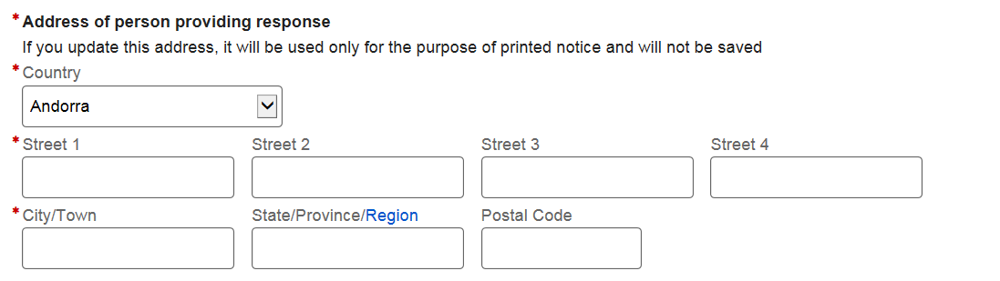 * Address of person providing response
If you update this address, it will be used only for the purpose of printed notice and will not be saved
* Country
Andorra
* Street 1 Street 2 Street 3 Street 4
* City/Town State/Province/Region Postal Code